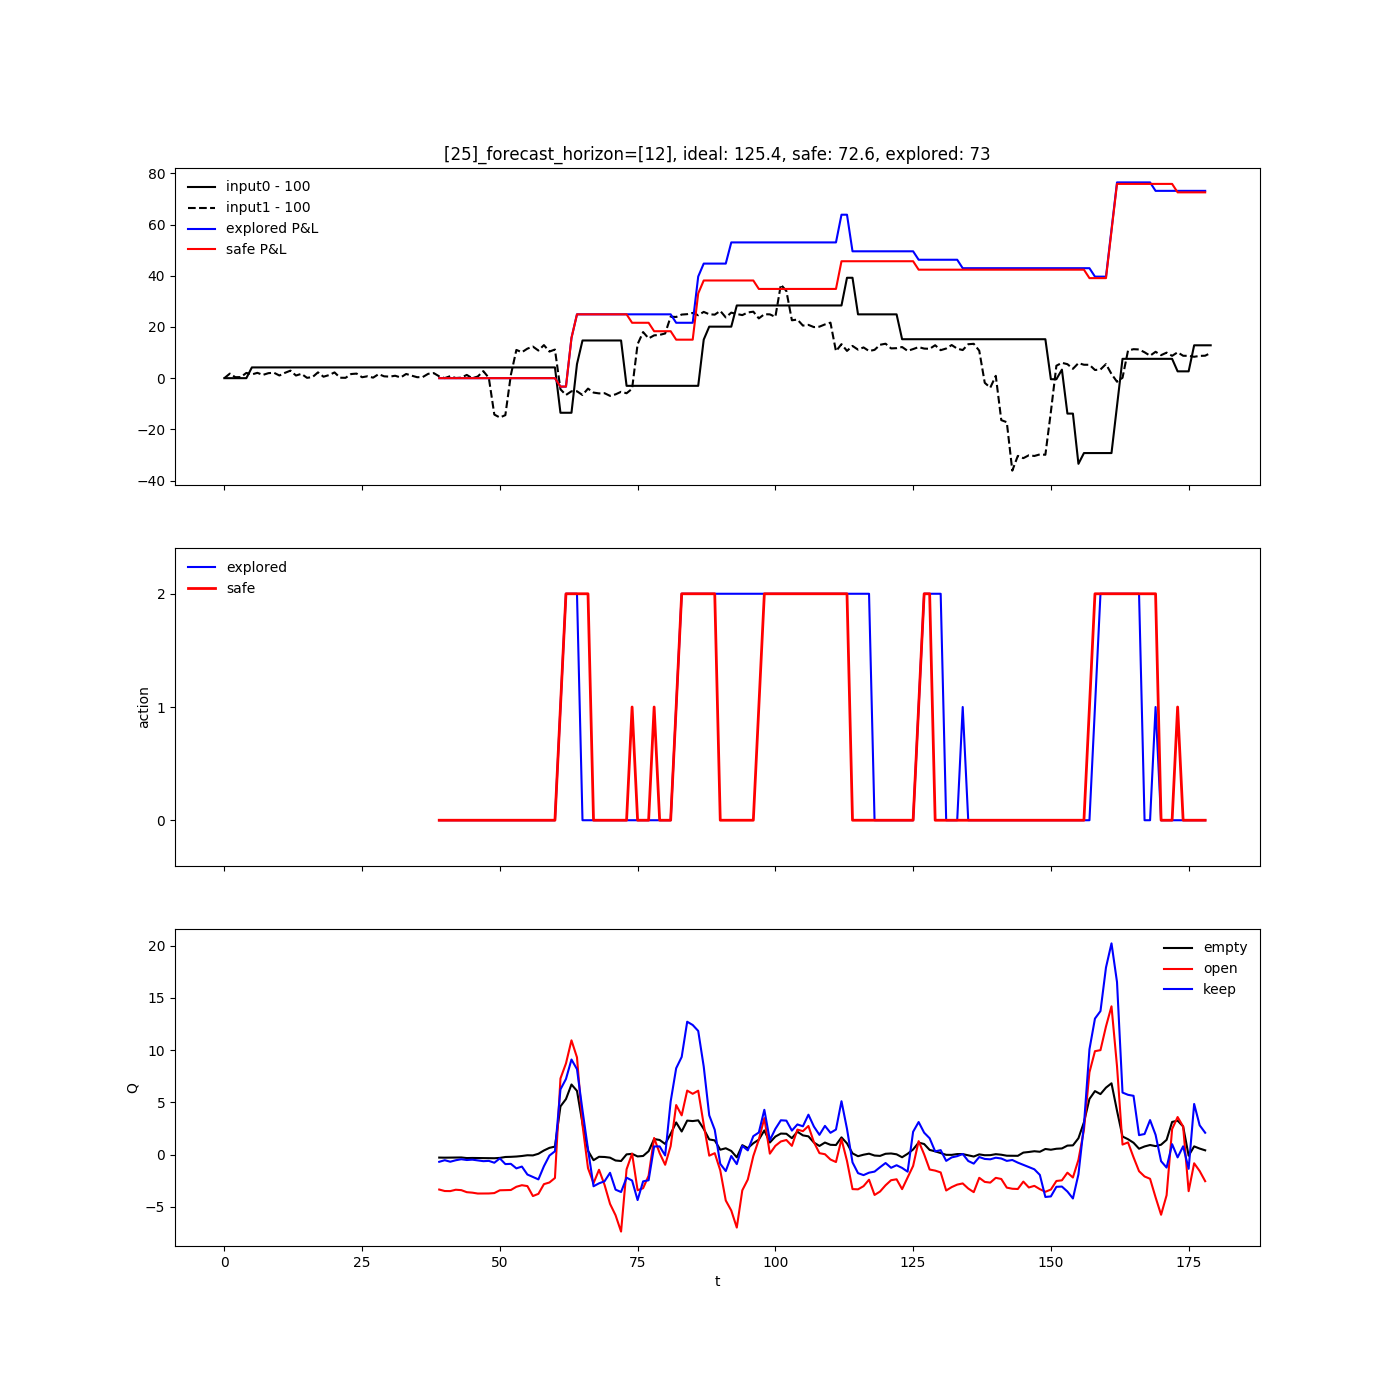 [25]_forecast_horizon=[12], ideal: 125.4, safe: 72.6, explored: 73
80
60
40
20
0
−20
−40
input0 - 100
input1 - 100
explored P&L
safe P&L
explored
safe
2
1
0
action
empty
open
keep
20
15
10
5
0
−5
Q
0 25 50 75 100 125 150 175
t